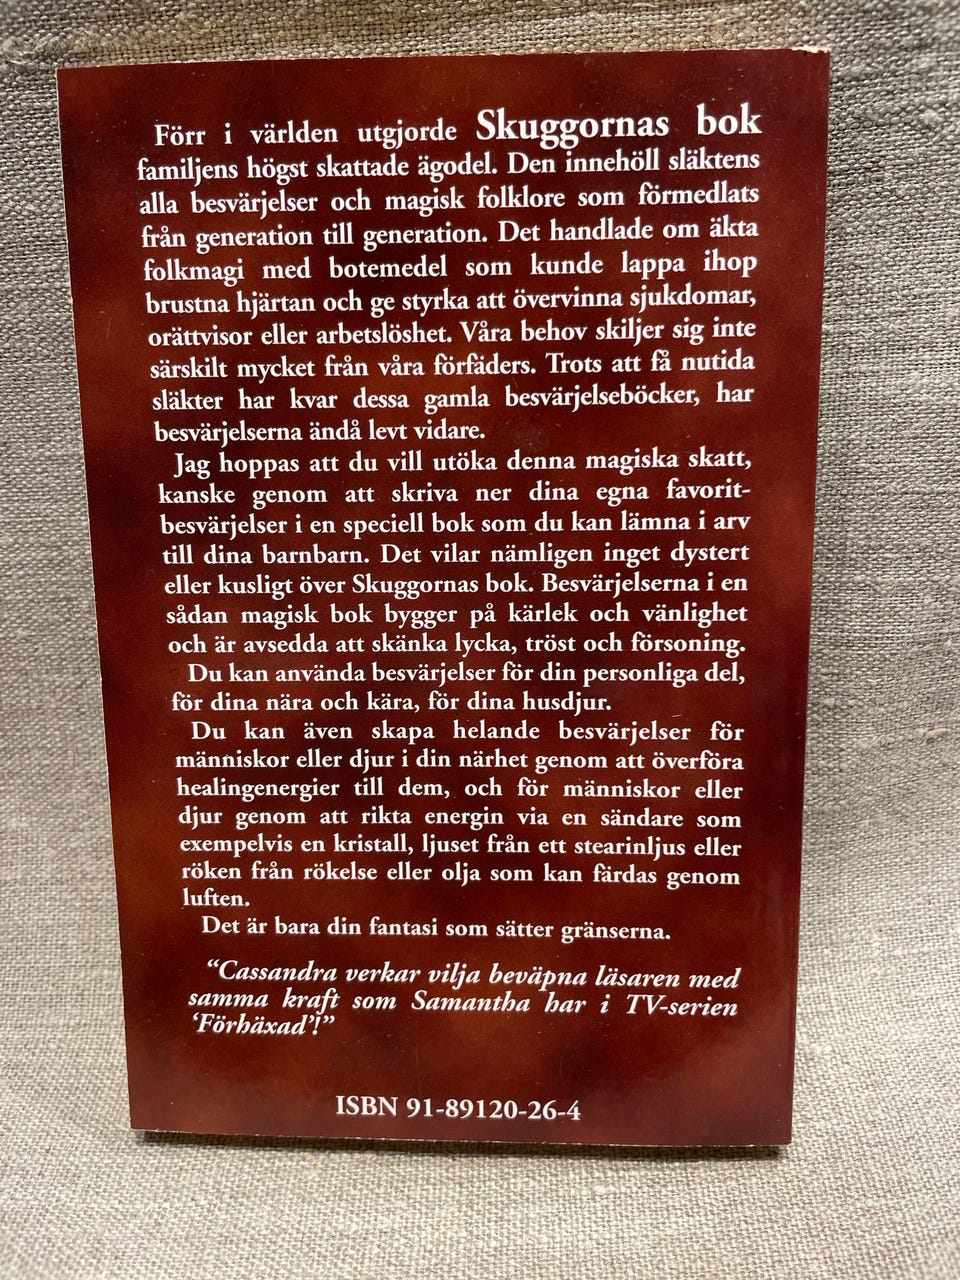 Förr i världen utgjorde Skuggornas bok
familjens högst skattade ägodel. Den innehöll släktens
alla besvärjelser och magisk folklore som förmedlats
från generation till generation. Det handlade om äkta
folkmagi med botemedel som kunde lappa ihop
brustna hjärtan och ge styrka att övervinna sjukdomar,
orättvisor eller arbetslöshet. Våra behov skiljer sig inte
särskilt mycket från våra förfäders. Trots att få nutida
släkter har kvar dessa gamla besvärjelseböcker, har
besvärjelserna ändå levt vidare.
Jag hoppas att du vill utöka denna magiska skatt,
kanske genom att skriva ner dina egna favorit-
besvärjelser i en speciell bok som du kan lämna i arv
till dina barnbarn. Det vilar nämligen inget dystert
eller kusligt över Skuggornas bok. Besvärjelserna i en
sådan magisk bok bygger på kärlek och vänlighet
och är avsedda att skänka lycka, tröst och försoning.
Du kan använda besvärjelser för din personliga del,
för dina nära och kära, för dina husdjur.
Du kan även skapa helande besvärjelser för
människor eller djur i din närhet genom att överföra
healingenergier till dem, och för människor eller
djur genom att rikta energin via en sändare som
exempelvis en kristall, ljuset från ett stearinljus eller
röken från rökelse eller olja som kan färdas genom
luften.
Det är bara din fantasi som sätter gränserna.
“Cassandra verkar vilja beväpna läsaren med
samma kraft som Samantha har i TV-serien
‘Förhäxad’!”
ISBN 91-89120-26-4